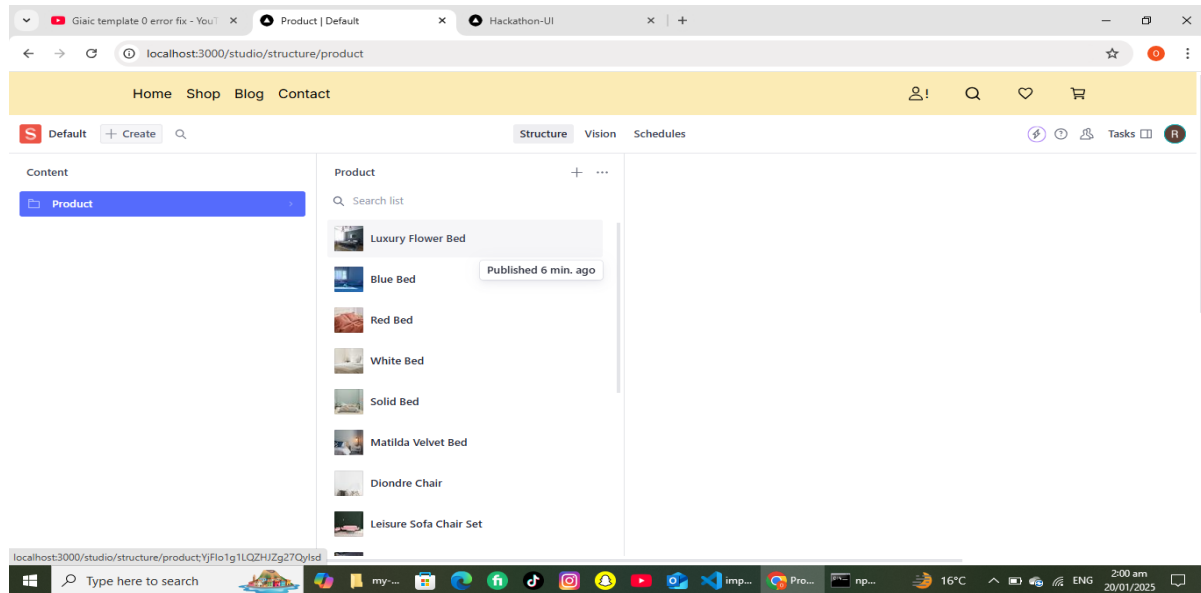 Giaic template 0 error fix - YouT
Product | Default
Hackathon-UI
localhost:3000/studio/structure/product
O
Home Shop Blog Contact
!
S Default + Create
Structure Vision Schedules
Tasks R
Content
Product
Product
Search list
Luxury Flower Bed
Published 6 min. ago
Blue Bed
Red Bed
White Bed
Solid Bed
Matilda Velvet Bed
Diondre Chair
Leisure Sofa Chair Set
localhost:3000/studio/structure/product;YjFlo1g1LQZHJZg27Qylsd
Type here to search
my-...
imp...
Pro...
np...
16°C
ENG
2:00 am
20/01/2025